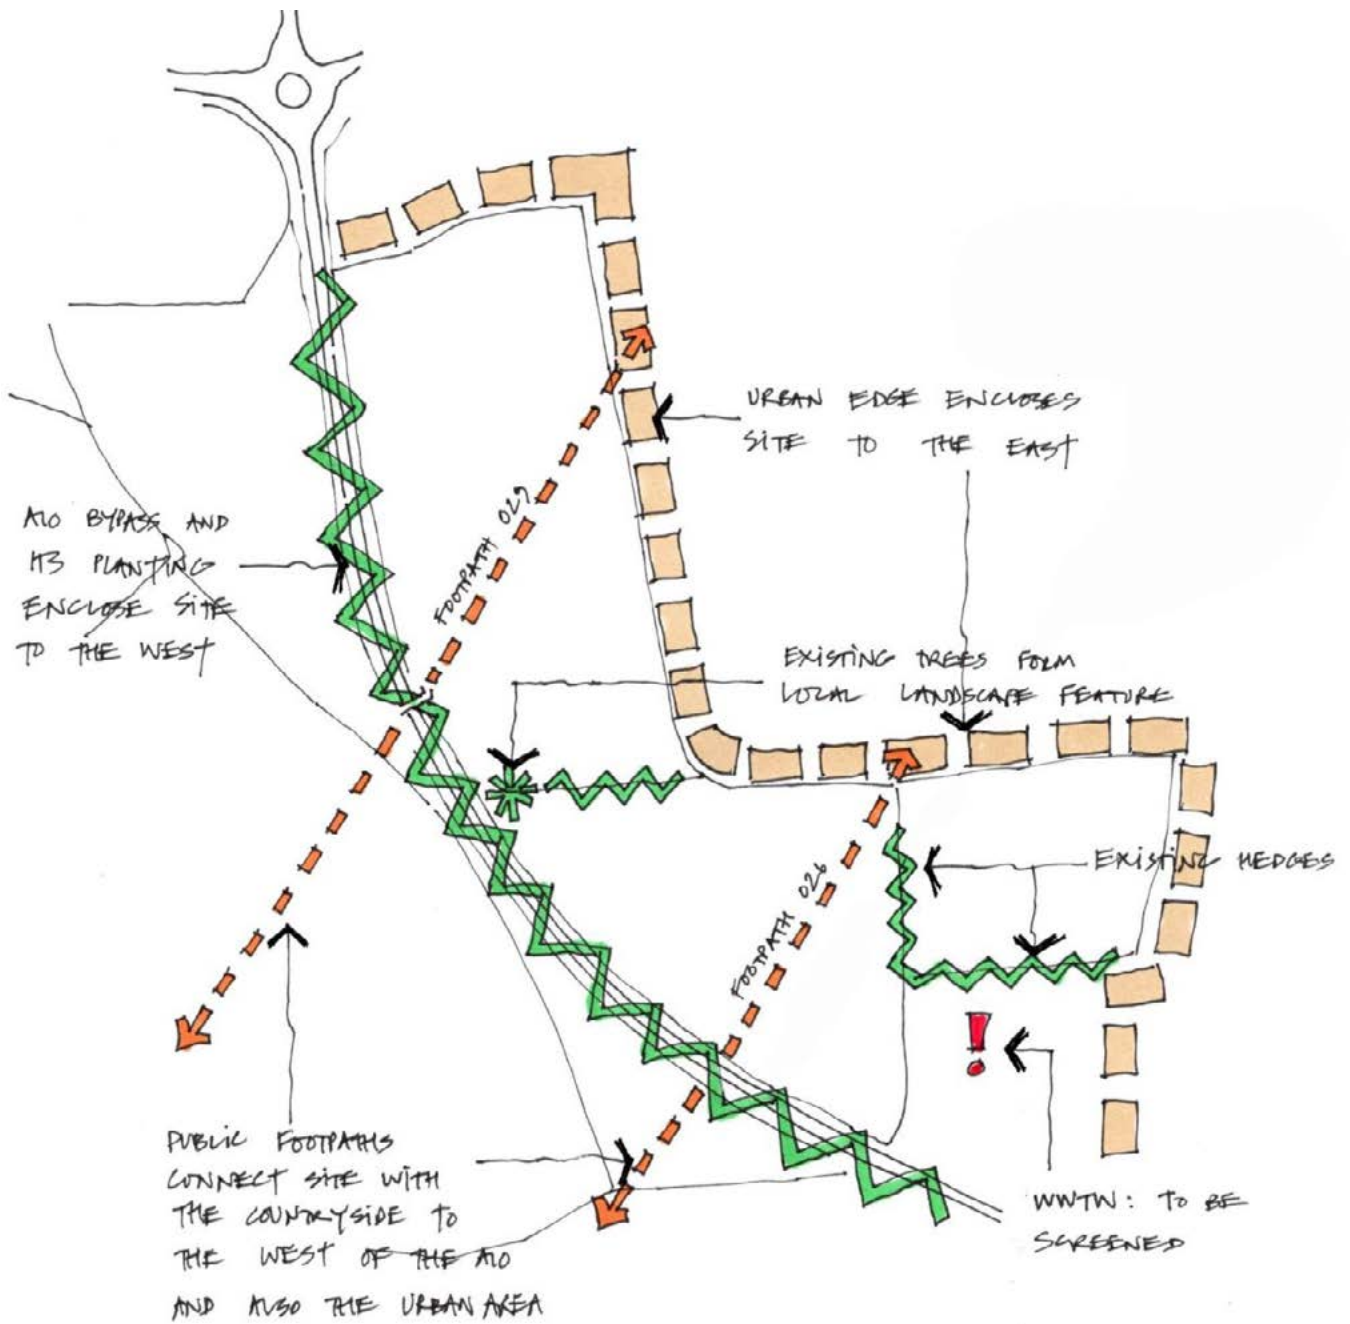 URBAN EDGE ENCLOSES
SITE TO THE EAST
FOOTPATH 029
A10 BYPASS AND
ITS PLANTING
ENCLOSE SITE
TO THE WEST
EXISTING TREES FORM
LOCAL LANDSCAPE FEATURE
EXISTING HEDGES
FOOTPATH 026
!
PUBLIC FOOTPATHS
CONNECT SITE WITH
THE COUNTRYSIDE TO
THE WEST OF THE A10
AND ALSO THE URBAN AREA
WWTW: TO BE
SCREENED